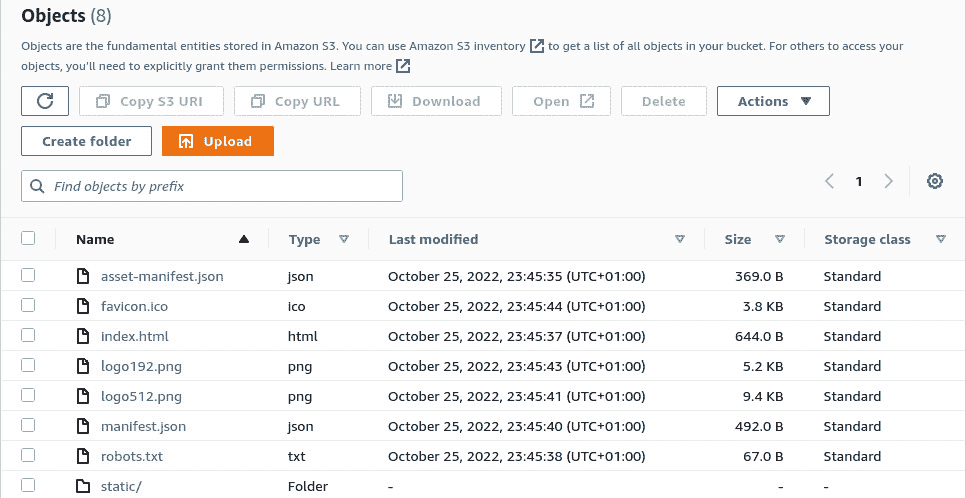 Objects (8)
Objects are the fundamental entities stored in Amazon S3. You can use Amazon S3 inventory to get a list of all objects in your bucket. For others to access your
objects, you'll need to explicitly grant them permissions. Learn more
Copy S3 URI Copy URL Download Open Delete Actions
Create folder Upload
Find objects by prefix 1
Name Type Last modified Size Storage class
asset-manifest.json json October 25, 2022, 23:45:35 (UTC+01:00) 369.0 B Standard
favicon.ico ico October 25, 2022, 23:45:44 (UTC+01:00) 3.8 KB Standard
index.html html October 25, 2022, 23:45:37 (UTC+01:00) 644.0 B Standard
logo192.png png October 25, 2022, 23:45:43 (UTC+01:00) 5.2 KB Standard
logo512.png png October 25, 2022, 23:45:41 (UTC+01:00) 9.4 KB Standard
manifest.json json October 25, 2022, 23:45:40 (UTC+01:00) 492.0 B Standard
robots.txt txt October 25, 2022, 23:45:38 (UTC+01:00) 67.0 B Standard
static/ Folder - - -